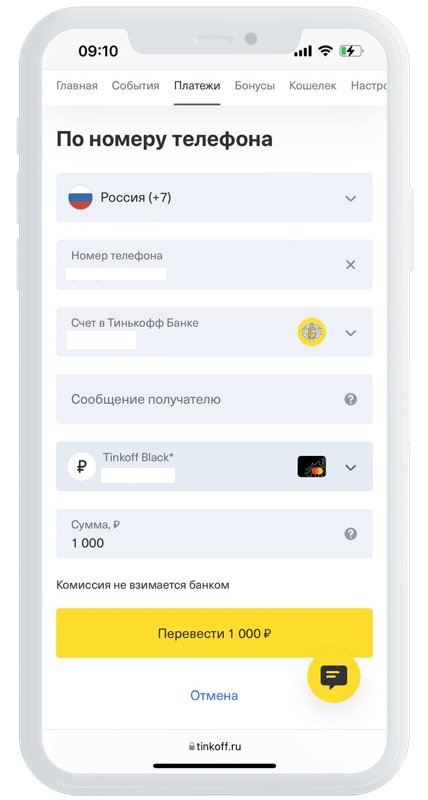 09:10
Главная События Платежи Бонусы Кошелек Настро
По номеру телефона
Россия (+7)
Номер телефона
Счет в Тинькофф Банке
Сообщение получателю
?
₽ Tinkoff Black*
Сумма, ₽
1 000
?
Комиссия не взимается банком
Перевести 1 000 ₽
Отмена
tinkoff.ru